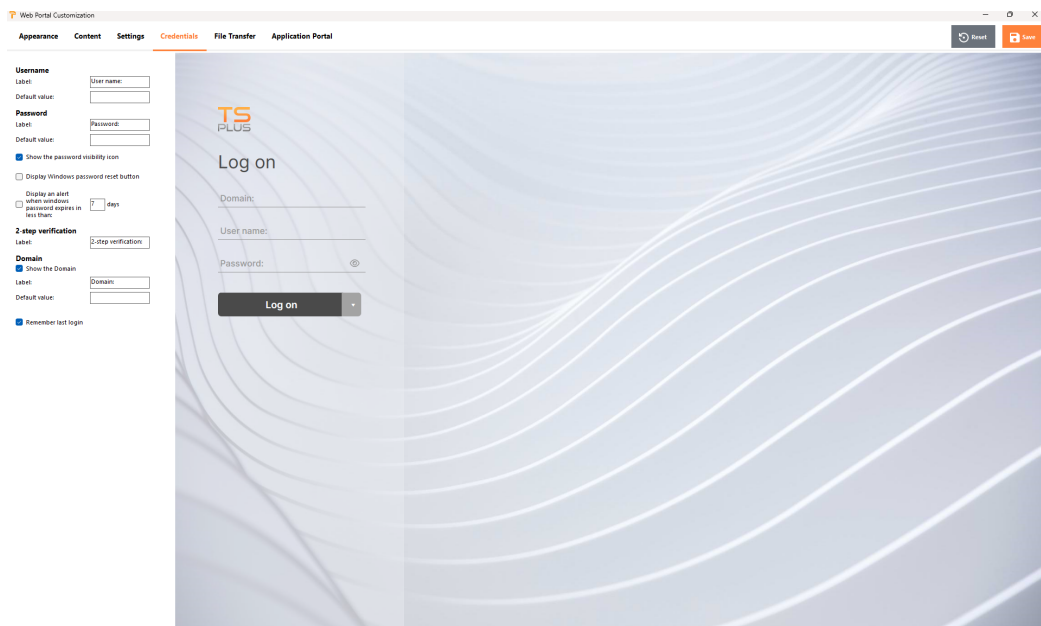 Web Portal Customization
Appearance Content Settings Credentials File Transfer Application Portal
Reset Save
Username
Label: User name:
Default value:
Password
Label: Password:
Default value:
Show the password visibility icon
Display Windows password reset button
Display an alert
when windows
password expires in
less than:
7 days
2-step verification
Label: 2-step verification:
Domain
Show the Domain
Label: Domain:
Default value:
Remember last login
TS
PLUS
Log on
Domain:
User name:
Password:
Log on